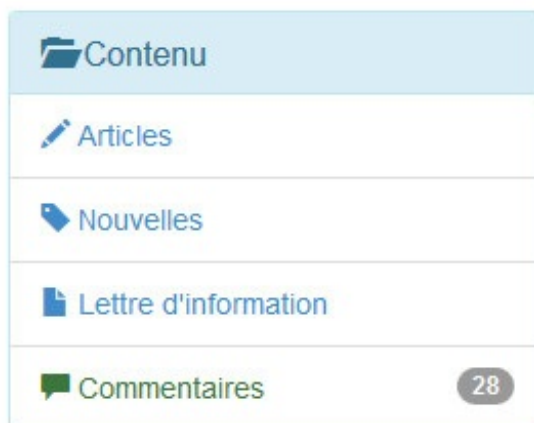 Contenu
Articles
Nouvelles
Lettre d'information
Commentaires 28